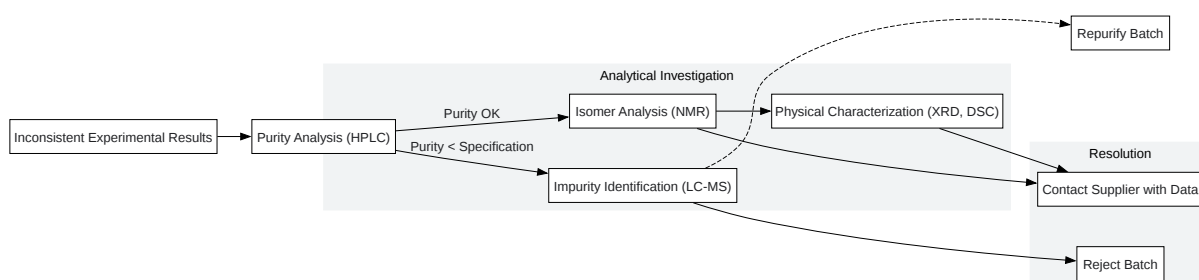 Repurify Batch
Analytical Investigation
Inconsistent Experimental Results
Purity Analysis (HPLC)
Purity OK
Purity < Specification
Isomer Analysis (NMR)
Physical Characterization (XRD, DSC)
Impurity Identification (LC-MS)
Resolution
Contact Supplier with Data
Reject Batch